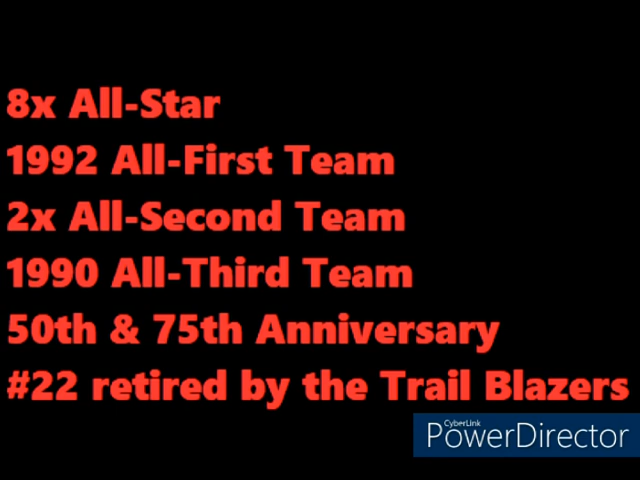 8x All-Star
1992 All-First Team
2x All-Second Team
1990 All-Third Team
50th & 75th Anniversary
#22 retired by the Trail Blazers
CyberLink
PowerDirector